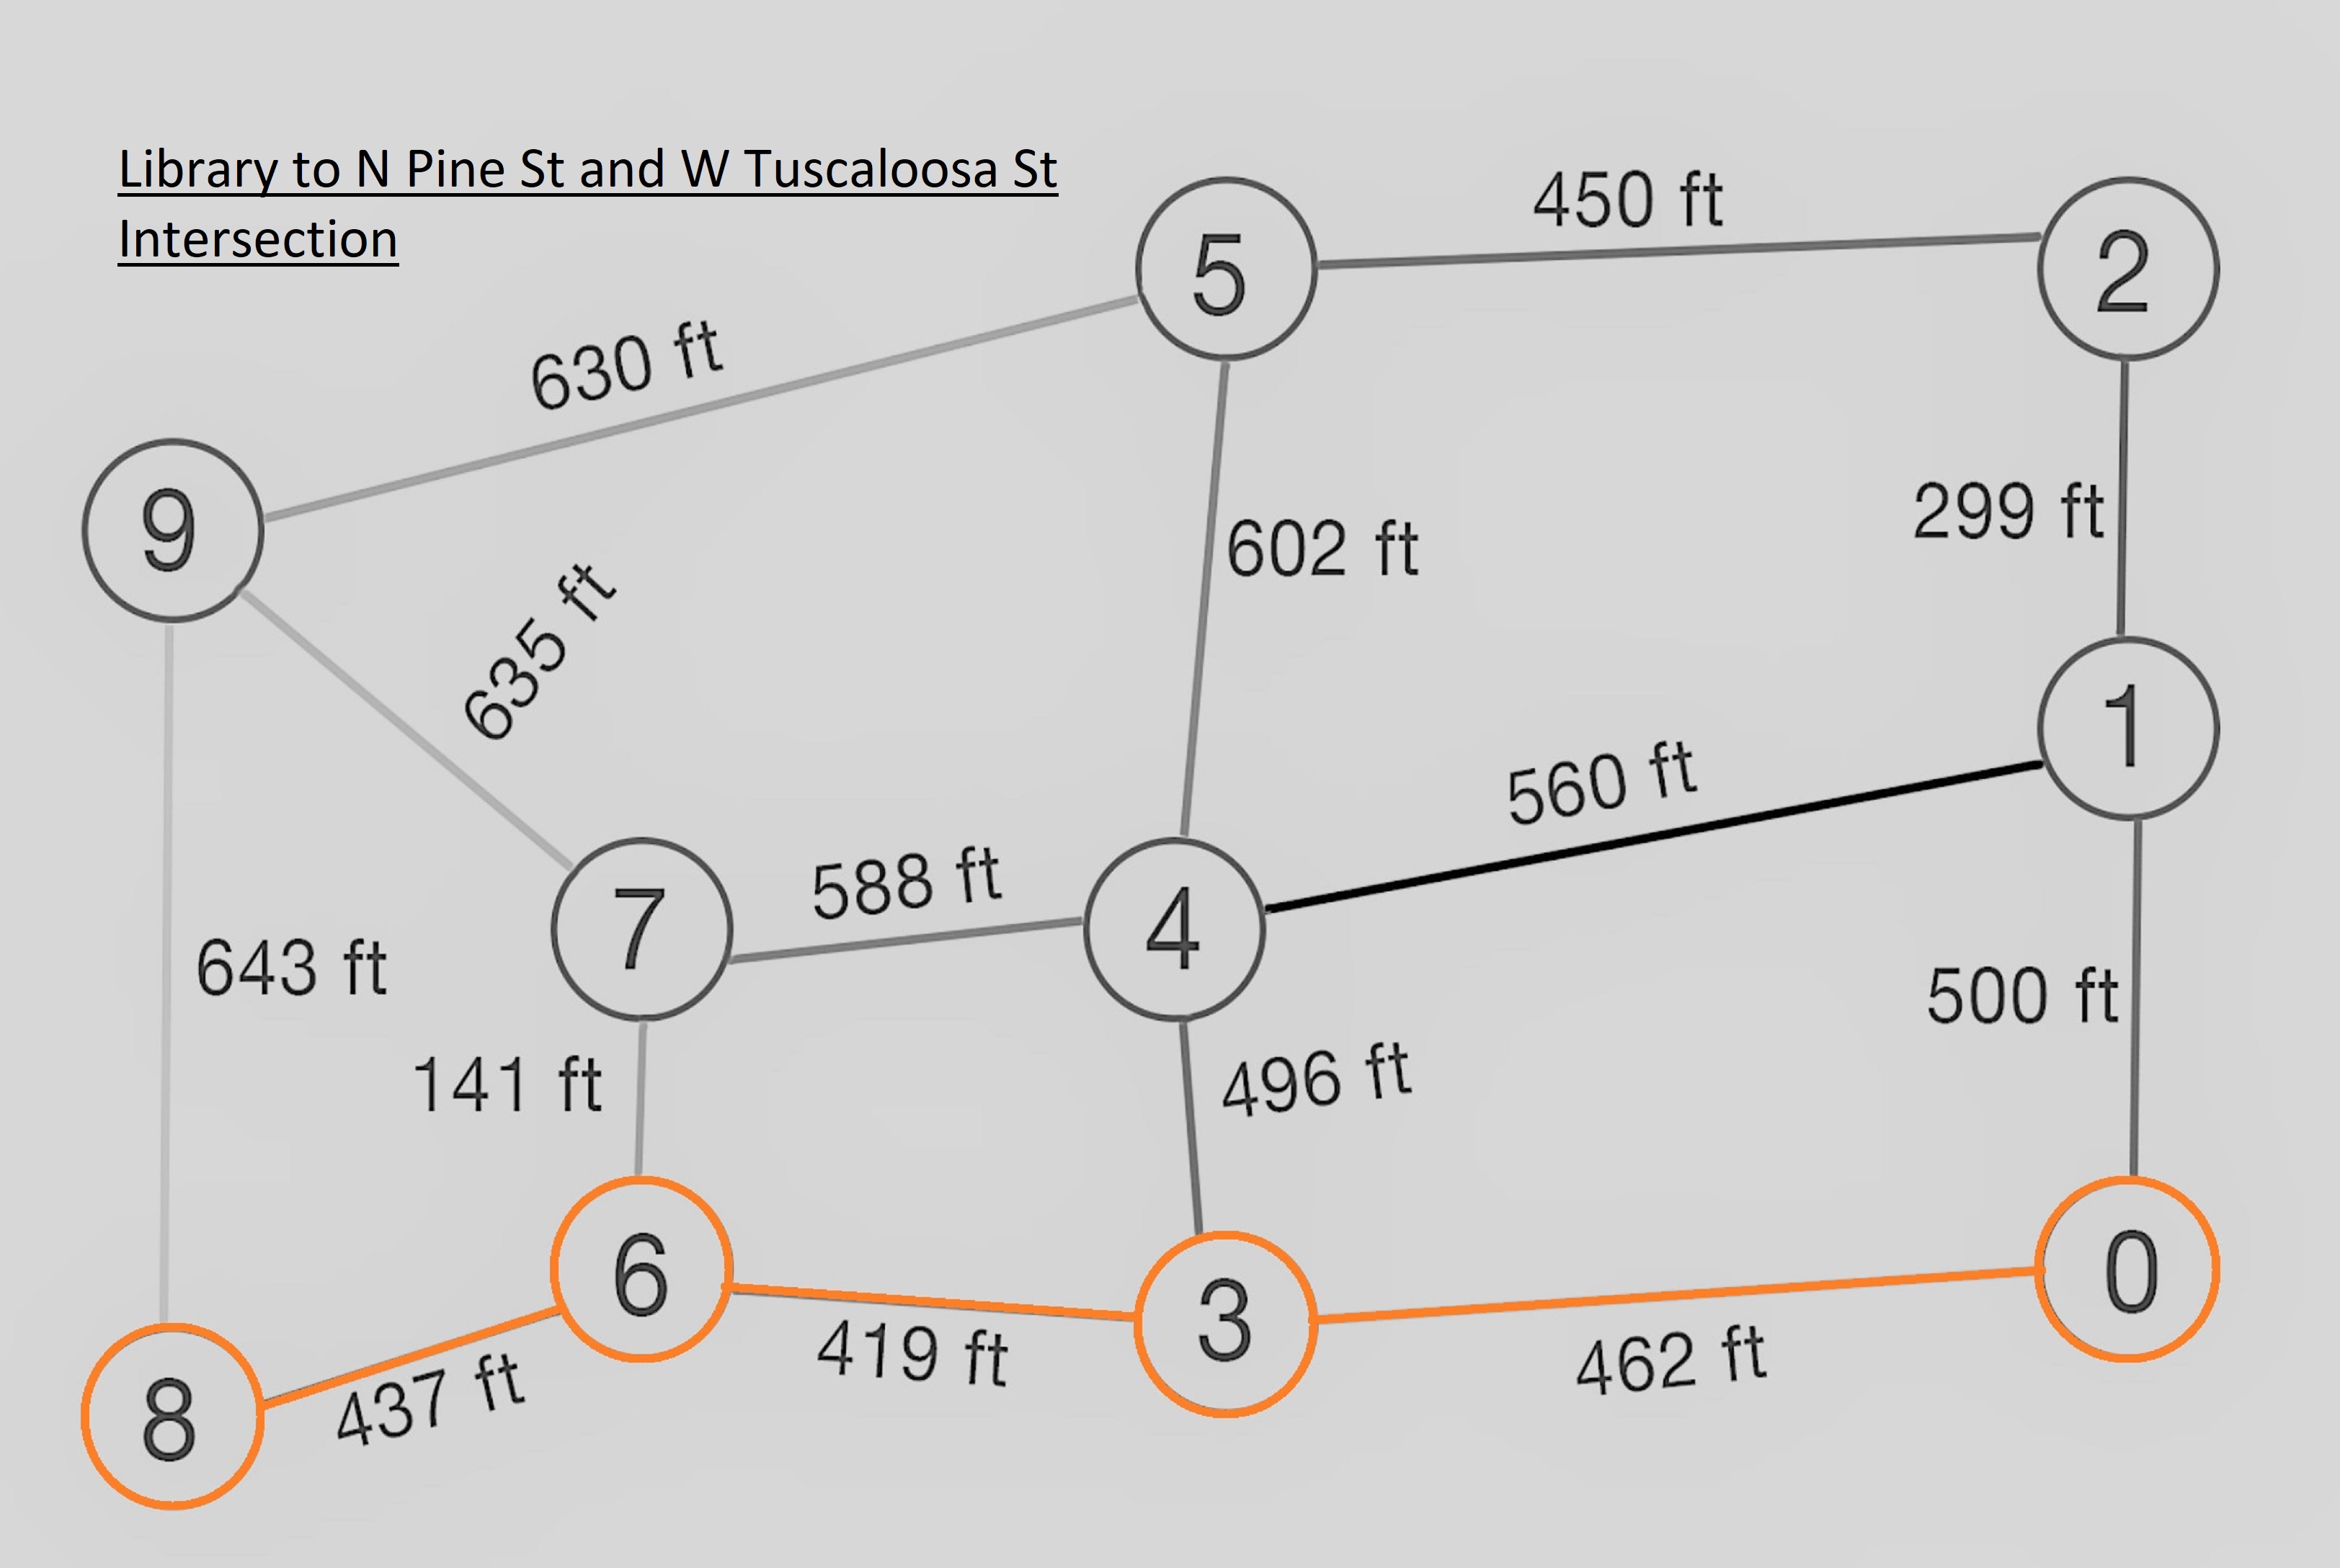 Library to N Pine St and W Tuscaloosa St
Intersection
450 ft
5
2
630 ft
9
299 ft
602 ft
635 ft
1
560 ft
588 ft
7
4
643 ft
500 ft
141 ft
496 ft
6
0
3
419 ft
462 ft
8
437 ft